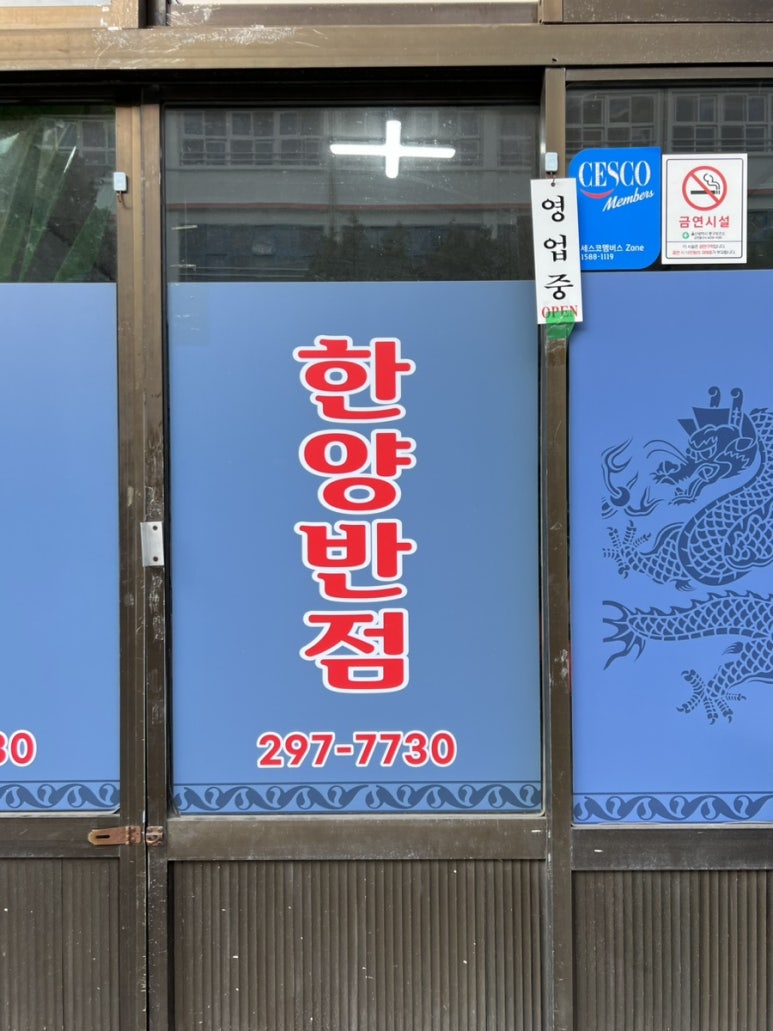 한양반점
297-7730
30
영업중
OPEN
CESCO
Members
세스코멤버스 Zone
1588-1119
금연시설